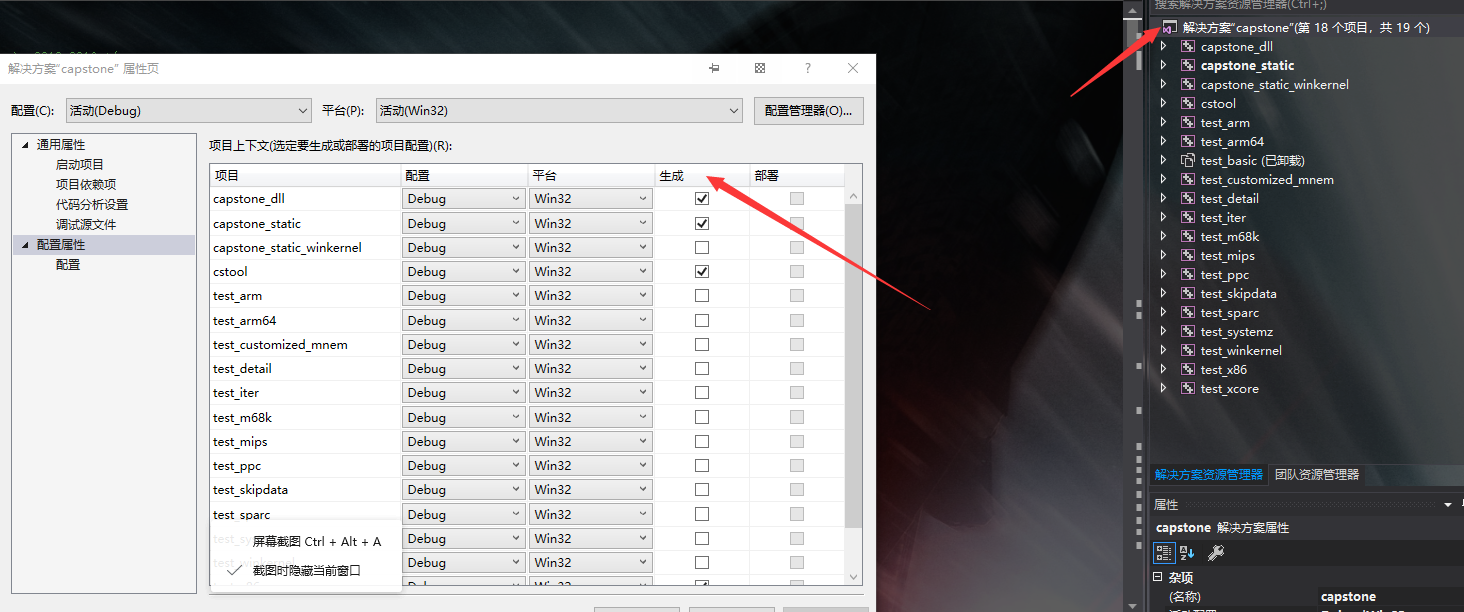 搜索解决方案资源管理器(Ctrl+;)
解决方案“capstone”(第 18 个项目，共 19 个)
capstone_dll
capstone_static
capstone_static_winkernel
cstool
test_arm
test_arm64
test_basic (已卸载)
test_customized_mnem
test_detail
test_iter
test_m68k
test_mips
test_ppc
test_skipdata
test_sparc
test_systemz
test_winkernel
test_x86
test_xcore
解决方案资源管理器 团队资源管理器
属性
capstone 解决方案属性
杂项
(名称) capstone
解决方案“capstone” 属性页
配置(C): 活动(Debug) 平台(P): 活动(Win32) 配置管理器(O)...
通用属性
启动项目
项目依赖项
代码分析设置
调试源文件
配置属性
配置
项目上下文(选定要生成或部署的项目配置)(R):
项目 配置 平台 生成 部署
capstone_dll Debug Win32
capstone_static Debug Win32
capstone_static_winkernel Debug Win32
cstool Debug Win32
test_arm Debug Win32
test_arm64 Debug Win32
test_customized_mnem Debug Win32
test_detail Debug Win32
test_iter Debug Win32
test_m68k Debug Win32
test_mips Debug Win32
test_ppc Debug Win32
test_skipdata Debug Win32
test_sparc Debug Win32
Debug Win32
Debug Win32
屏幕截图 Ctrl + Alt + A
截图时隐藏当前窗口